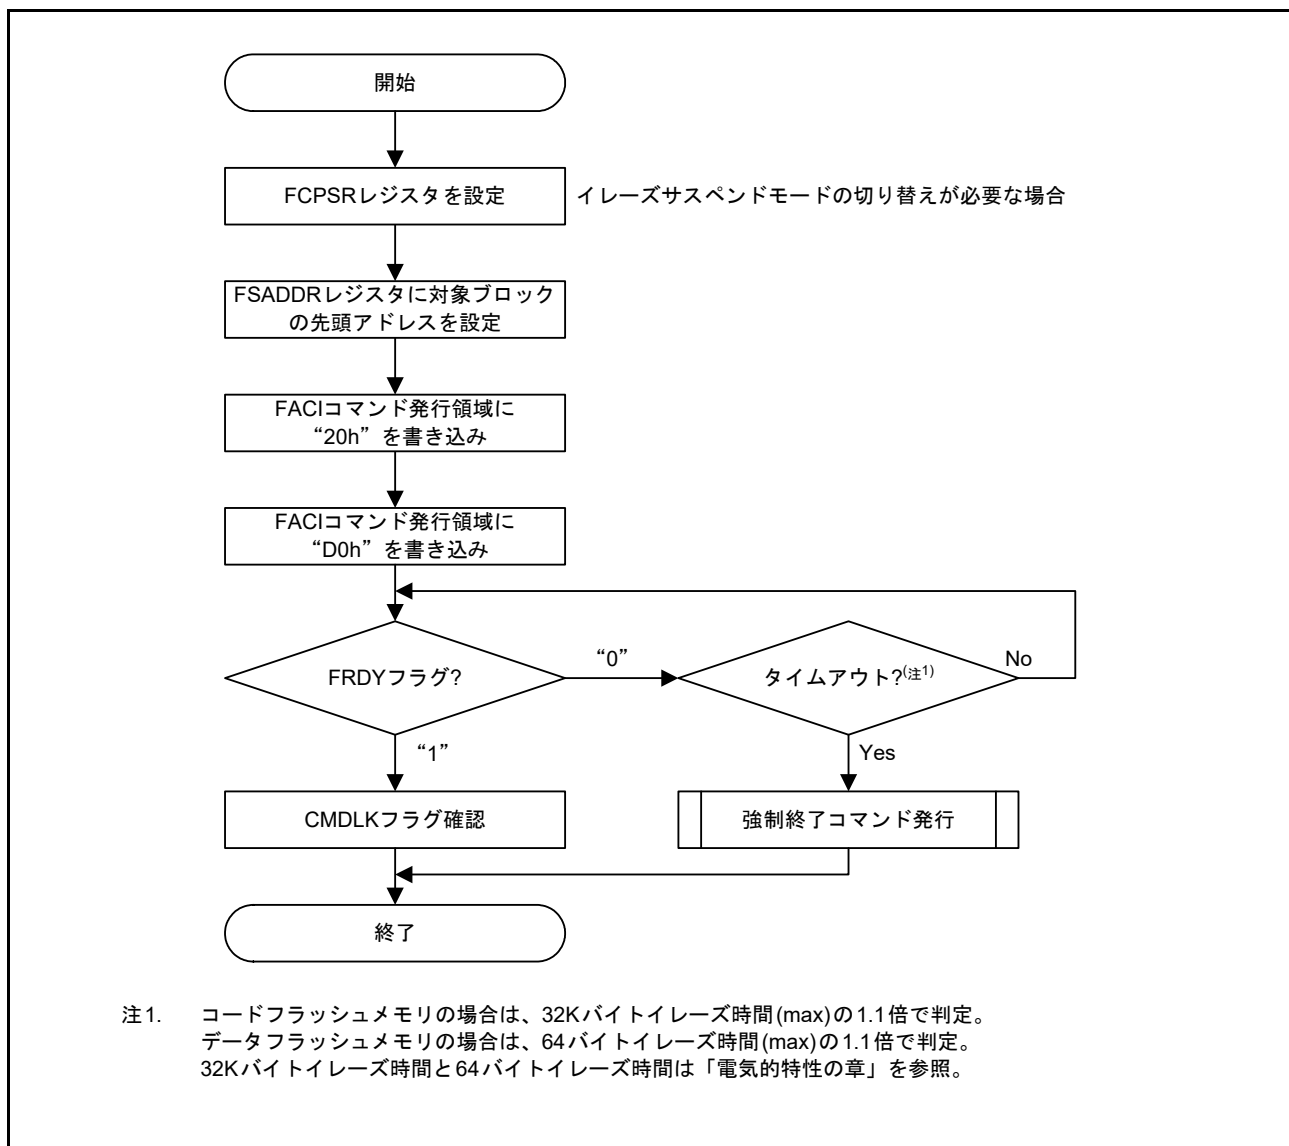 開始
FCPSRレジスタを設定
イレーズサスペンドモードの切り替えが必要な場合
FSADDRレジスタに対象ブロック
の先頭アドレスを設定
FACIコマンド発行領域に
“20h”を書き込み
FACIコマンド発行領域に
“D0h”を書き込み
FRDYフラグ?
“0”
タイムアウト?(注1)
No
“1”
Yes
CMDLKフラグ確認
強制終了コマンド発行
終了
注1. コードフラッシュメモリの場合は、32Kバイトイレーズ時間(max)の1.1倍で判定。
データフラッシュメモリの場合は、64バイトイレーズ時間(max)の1.1倍で判定。
32Kバイトイレーズ時間と64バイトイレーズ時間は「電気的特性の章」を参照。